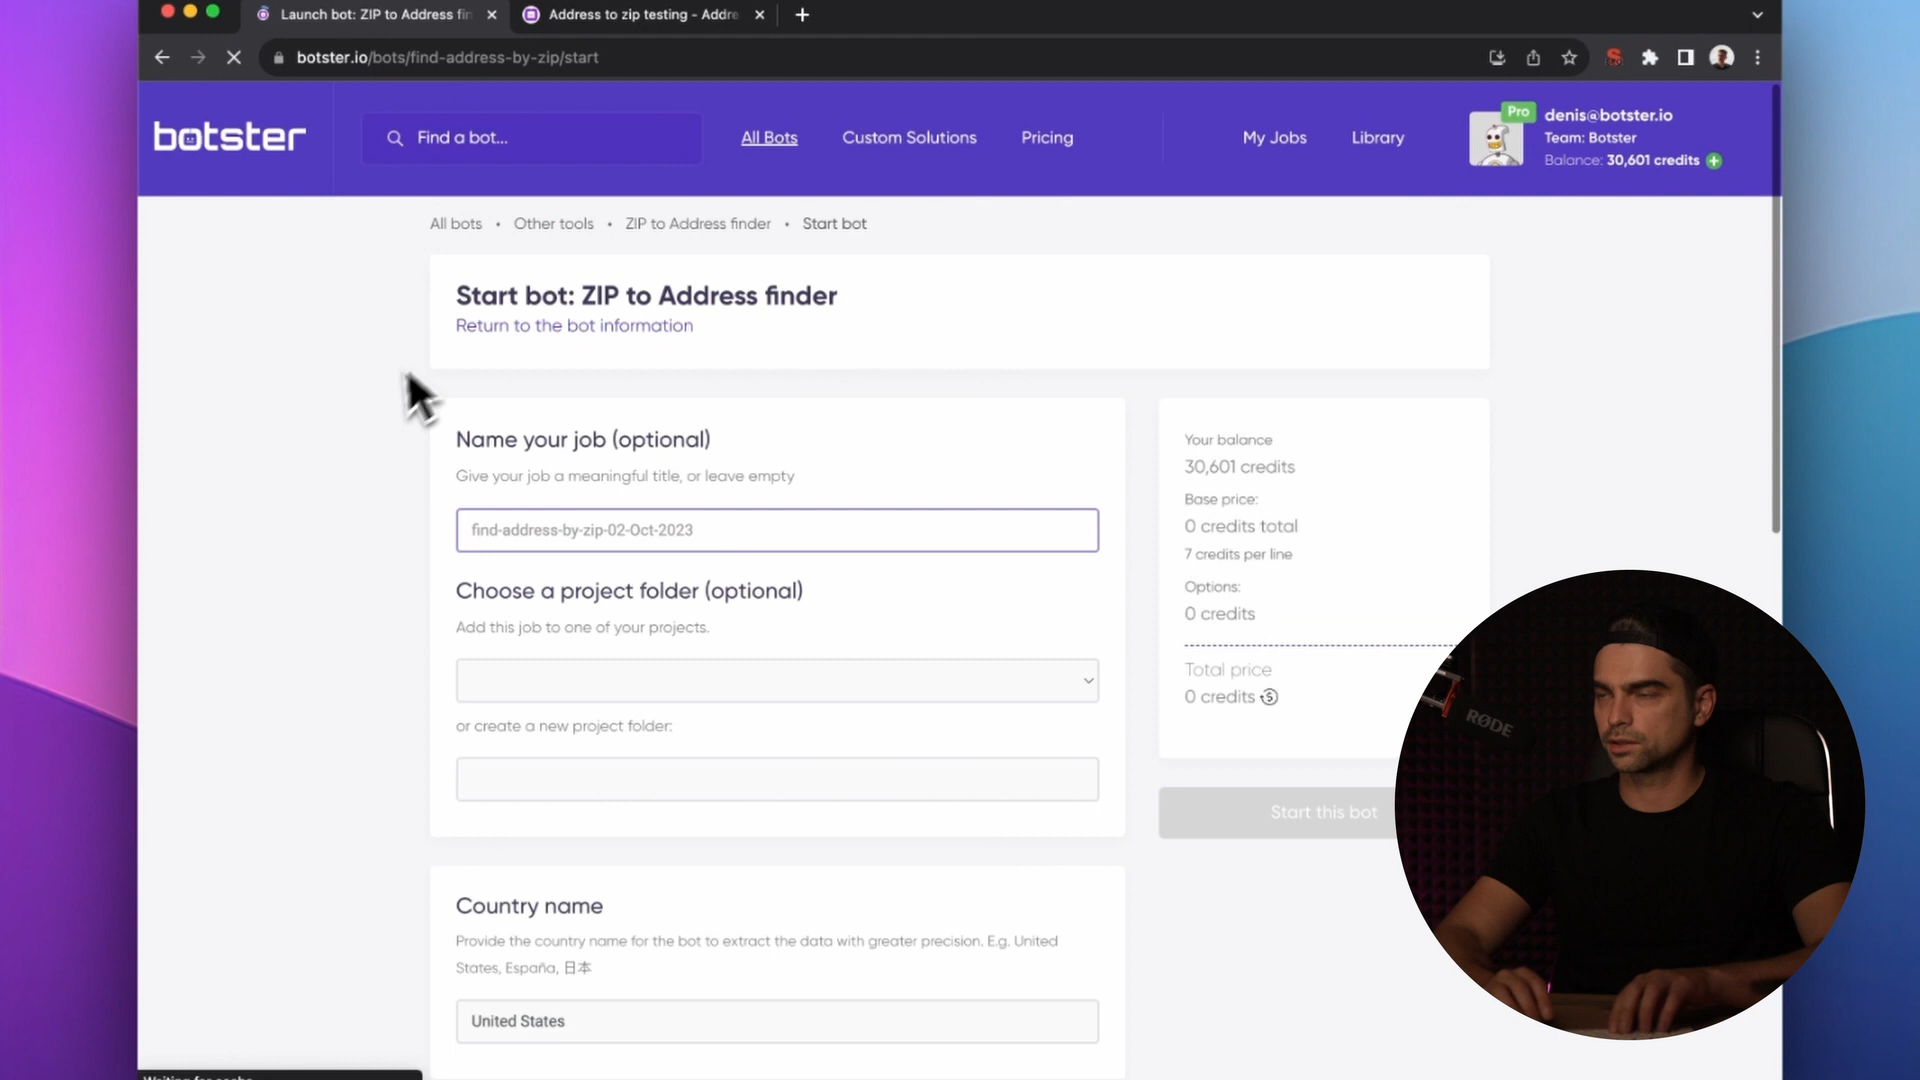 Launch bot: ZIP to Address fin
Address to zip testing - Addre
botster.io/bots/find-address-by-zip/start
botster
Find a bot...
All Bots
Custom Solutions
Pricing
My Jobs
Library
Pro
denis@botster.io
Team: Botster
Balance: 30,601 credits
All bots • Other tools • ZIP to Address finder • Start bot
Start bot: ZIP to Address finder
Return to the bot information
Name your job (optional)
Give your job a meaningful title, or leave empty
find-address-by-zip-02-Oct-2023
Choose a project folder (optional)
Add this job to one of your projects.
or create a new project folder:
Your balance
30,601 credits
Base price:
0 credits total
7 credits per line
Options:
0 credits
Total price
0 credits
Start this bot
RØDE
Country name
Provide the country name for the bot to extract the data with greater precision. E.g. United
States, España, 日本
United States